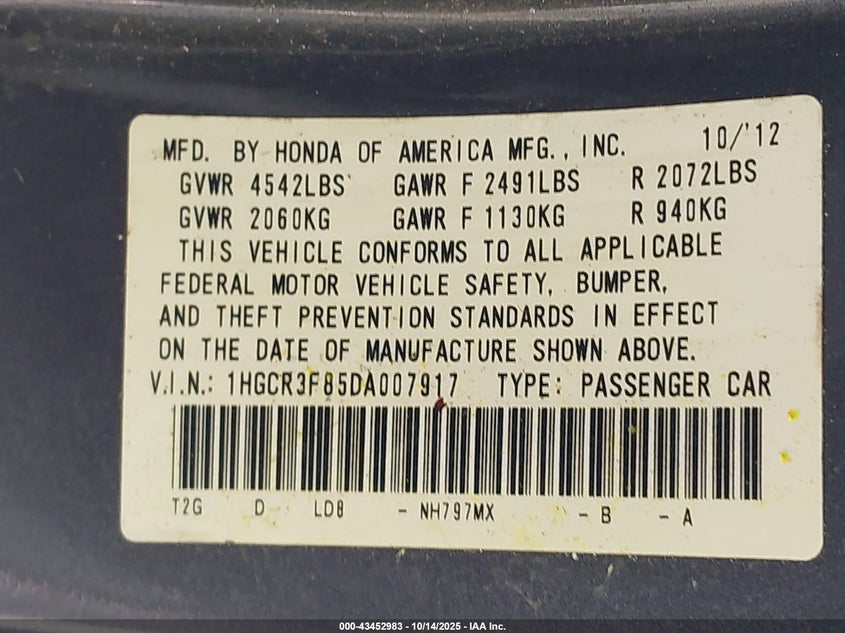 MFD. BY HONDA OF AMERICA MFG., INC. 10/'12
GVWR 4542LBS GAWR F 2491LBS R 2072LBS
GVWR 2060KG GAWR F 1130KG R 940KG
THIS VEHICLE CONFORMS TO ALL APPLICABLE
FEDERAL MOTOR VEHICLE SAFETY, BUMPER,
AND THEFT PREVENTION STANDARDS IN EFFECT
ON THE DATE OF MANUFACTURE SHOWN ABOVE.
V.I.N.: 1HGCR3F85DA007917 TYPE: PASSENGER CAR
T2G D LD8 - NH797MX - B - A
000-43452983 - 10/14/2025 - IAA Inc.